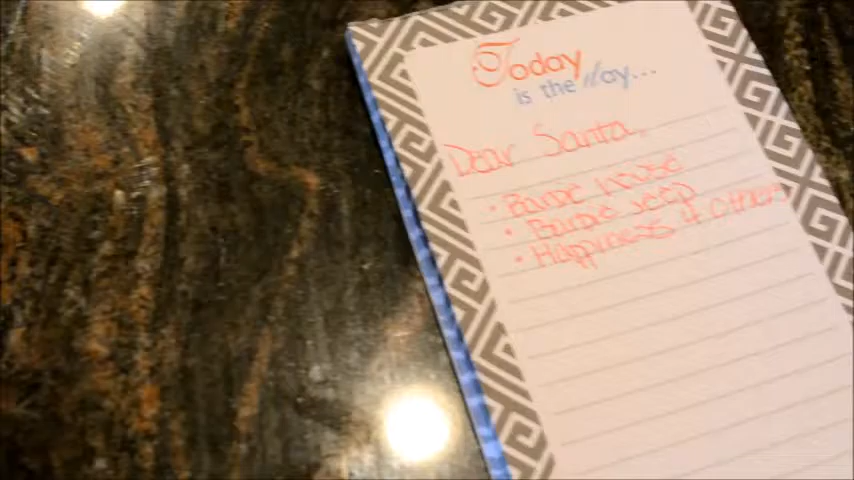 Today
is the Day...
Dear Santa,
• Barbie House
• Barbie Jeep
• Happiness 4 others